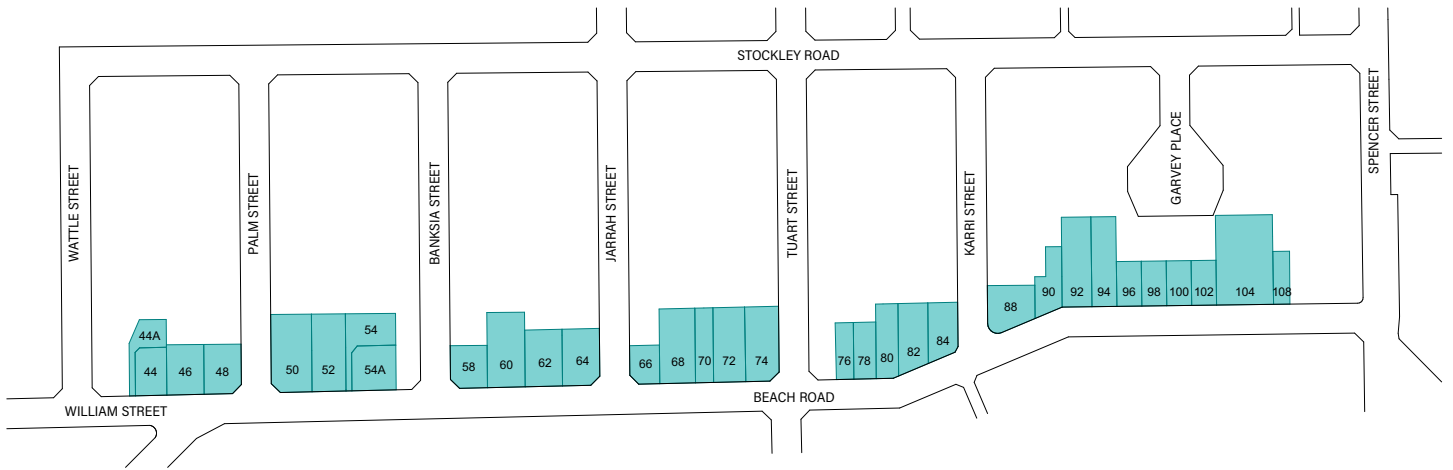 STOCKLEY ROAD
WATTLE STREET
PALM STREET
BANKSIA STREET
JARRAH STREET
TUART STREET
KARRI STREET
GARVEY PLACE
SPENCER STREET
44A
44
46
48
50
52
54
54A
58
60
62
64
66
68
70
72
74
76
78
80
82
84
88
90
92
94
96
98
100
102
104
108
WILLIAM STREET
BEACH ROAD